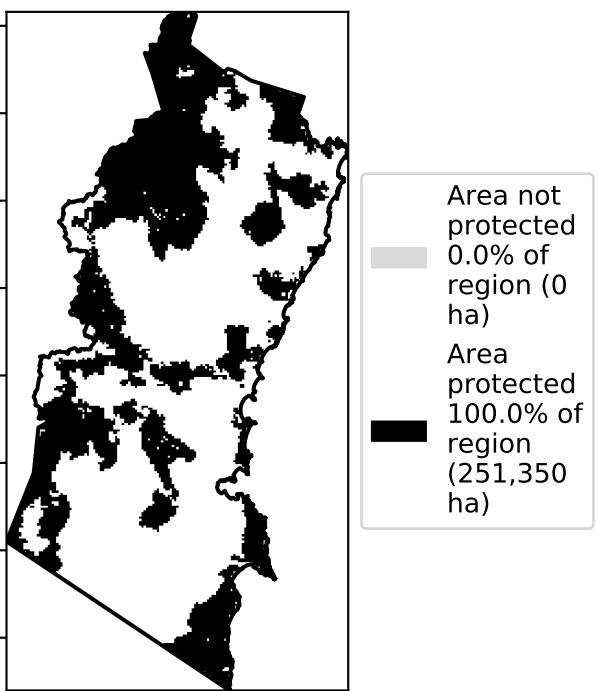 Area not
protected
0.0% of
region (0
ha)
Area
protected
100.0% of
region
(251,350
ha)